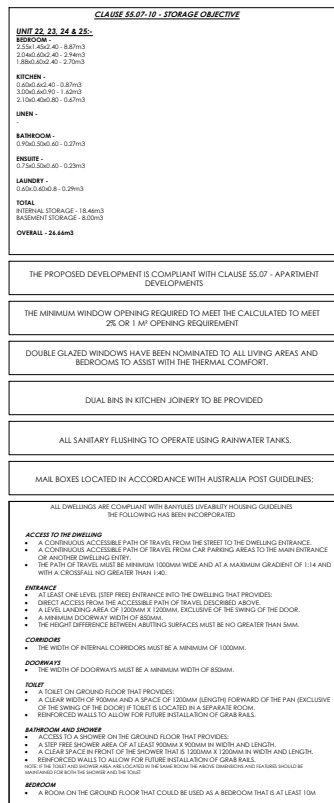 CLAUSE 55.07-10 - STORAGE OBJECTIVE
UNIT 22, 23, 24 & 25:-
BEDROOM -
2.55x1.45x2.40 - 8.87m3
2.04x0.60x2.40 - 2.94m3
1.88x0.60x2.40 - 2.70m3
KITCHEN -
0.60x0.6x2.40 - 0.87m3
3.00x0.6x0.90 - 1.62m3
2.10x0.40x0.80 - 0.67m3
LINEN -
-
BATHROOM -
0.90x0.50x0.60 - 0.27m3
ENSUITE -
0.75x0.50x0.60 - 0.23m3
LAUNDRY -
0.60x.0.60x0.8 - 0.29m3
TOTAL
INTERNAL STORAGE - 18.46m3
BASEMENT STORAGE - 8.00m3
OVERALL - 26.66m3
THE PROPOSED DEVELOPMENT IS COMPLIANT WITH CLAUSE 55.07 - APARTMENT
DEVELOPMENTS
THE MINIMUM WINDOW OPENING REQUIRED TO MEET THE CALCULATED TO MEET
2% OR 1 M² OPENING REQUIREMENT
DOUBLE GLAZED WINDOWS HAVE BEEN NOMINATED TO ALL LIVING AREAS AND
BEDROOMS TO ASSIST WITH THE THERMAL COMFORT.
DUAL BINS IN KITCHEN JOINERY TO BE PROVIDED
ALL SANITARY FLUSHING TO OPERATE USING RAINWATER TANKS.
MAIL BOXES LOCATED IN ACCORDANCE WITH AUSTRALIA POST GUIDELINES;
ALL DWELLINGS ARE COMPLIANT WITH BANYULES LIVEABILITY HOUSING GUIDELINES
THE FOLLOWING HAS BEEN INCORPORATED
ACCESS TO THE DWELLING
• A CONTINUOUS ACCESSIBLE PATH OF TRAVEL FROM THE STREET TO THE DWELLING ENTRANCE.
• A CONTINUOUS ACCESSIBLE PATH OF TRAVEL FROM CAR PARKING AREAS TO THE MAIN ENTRANCE
OR ANOTHER DWELLING ENTRY.
• THE PATH OF TRAVEL MUST BE MINIMUM 1000MM WIDE AND AT A MAXIMUM GRADIENT OF 1:14 AND
WITH A CROSSFALL NO GREATER THAN 1:40.
ENTRANCE
• AT LEAST ONE LEVEL (STEP FREE) ENTRANCE INTO THE DWELLING THAT PROVIDES:
• DIRECT ACCESS FROM THE ACCESSIBLE PATH OF TRAVEL DESCRIBED ABOVE.
• A LEVEL LANDING AREA OF 1200MM X 1200MM, EXCLUSIVE OF THE SWING OF THE DOOR.
• A MINIMUM DOORWAY WIDTH OF 850MM.
• THE HEIGHT DIFFERENCE BETWEEN ABUTTING SURFACES MUST BE NO GREATER THAN 5MM.
CORRIDORS
• THE WIDTH OF INTERNAL CORRIDORS MUST BE A MINIMUM OF 1000MM.
DOORWAYS
• THE WIDTH OF DOORWAYS MUST BE A MINIMUM WIDTH OF 850MM.
TOILET
• A TOILET ON GROUND FLOOR THAT PROVIDES:
• A CLEAR WIDTH OF 900MM AND A SPACE OF 1200MM (LENGTH) FORWARD OF THE PAN (EXCLUSIVE
OF THE SWING OF THE DOOR) IF TOILET IS LOCATED IN A SEPARATE ROOM.
• REINFORCED WALLS TO ALLOW FOR FUTURE INSTALLATION OF GRAB RAILS.
BATHROOM AND SHOWER
• ACCESS TO A SHOWER ON THE GROUND FLOOR THAT PROVIDES:
• A STEP FREE SHOWER AREA OF AT LEAST 900MM X 900MM IN WIDTH AND LENGTH.
• A CLEAR SPACE IN FRONT OF THE SHOWER THAT IS 1200MM X 1200MM IN WIDTH AND LENGTH.
• REINFORCED WALLS TO ALLOW FOR FUTURE INSTALLATION OF GRAB RAILS.
NOTE: IF THE TOILET AND SHOWER AREA ARE LOCATED IN THE SAME ROOM THE ABOVE DIMENSIONS AND FEATURES SHOULD BE
MAINTAINED FOR BOTH THE SHOWER AND THE TOILET
BEDROOM
• A ROOM ON THE GROUND FLOOR THAT COULD BE USED AS A BEDROOM THAT IS AT LEAST 10M